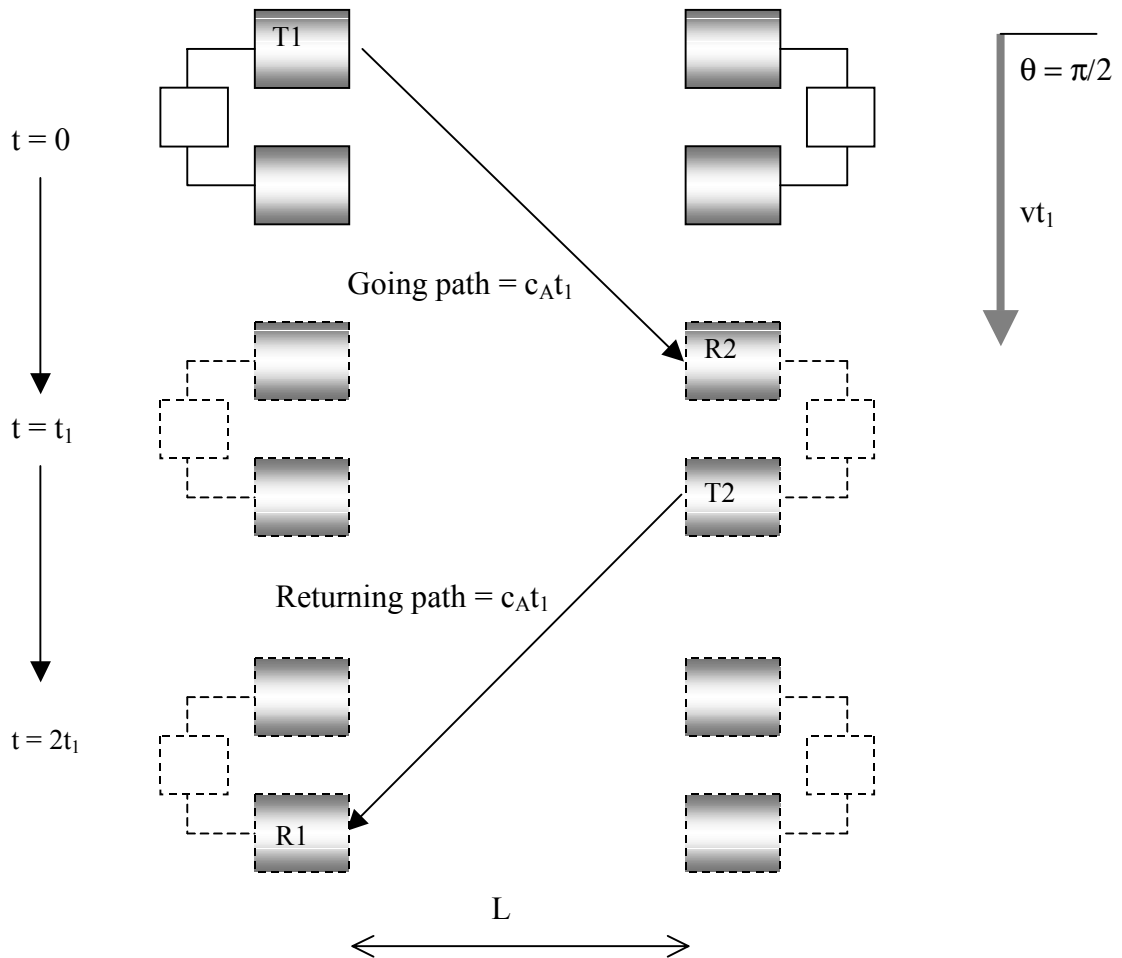 T1
θ = π/2
t = 0
vt₁
Going path = c_At₁
R2
t = t₁
T2
Returning path = c_At₁
t = 2t₁
R1
L